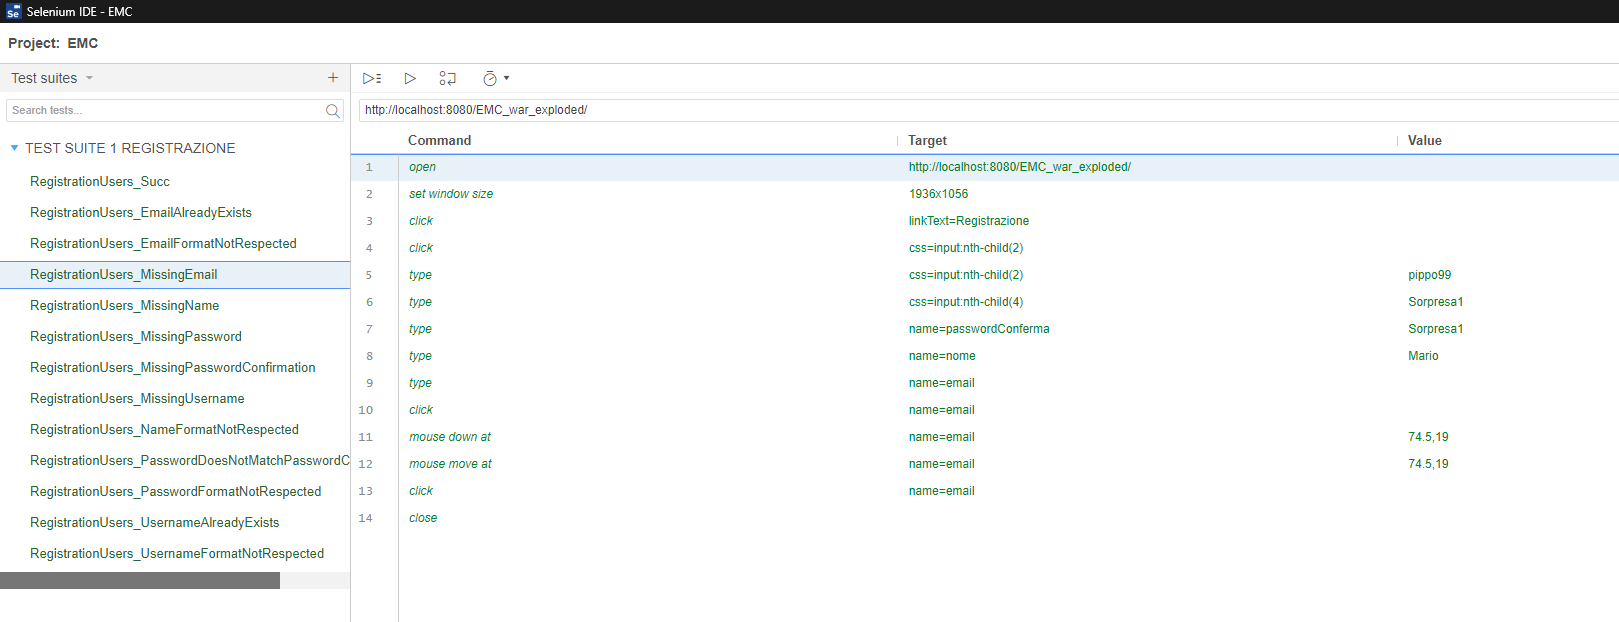 Se Selenium IDE - EMC
Project: EMC
Test suites
+
Search tests...
TEST SUITE 1 REGISTRAZIONE
RegistrationUsers_Succ
RegistrationUsers_EmailAlreadyExists
RegistrationUsers_EmailFormatNotRespected
RegistrationUsers_MissingEmail
RegistrationUsers_MissingName
RegistrationUsers_MissingPassword
RegistrationUsers_MissingPasswordConfirmation
RegistrationUsers_MissingUsername
RegistrationUsers_NameFormatNotRespected
RegistrationUsers_PasswordDoesNotMatchPasswordC
RegistrationUsers_PasswordFormatNotRespected
RegistrationUsers_UsernameAlreadyExists
RegistrationUsers_UsernameFormatNotRespected
http://localhost:8080/EMC_war_exploded/
Command Target Value
1 open http://localhost:8080/EMC_war_exploded/
2 set window size 1936x1056
3 click linkText=Registrazione
4 click css=input:nth-child(2)
5 type css=input:nth-child(2) pippo99
6 type css=input:nth-child(4) Sorpresa1
7 type name=passwordConferma Sorpresa1
8 type name=nome Mario
9 type name=email
10 click name=email
11 mouse down at name=email 74.5,19
12 mouse move at name=email 74.5,19
13 click name=email
14 close